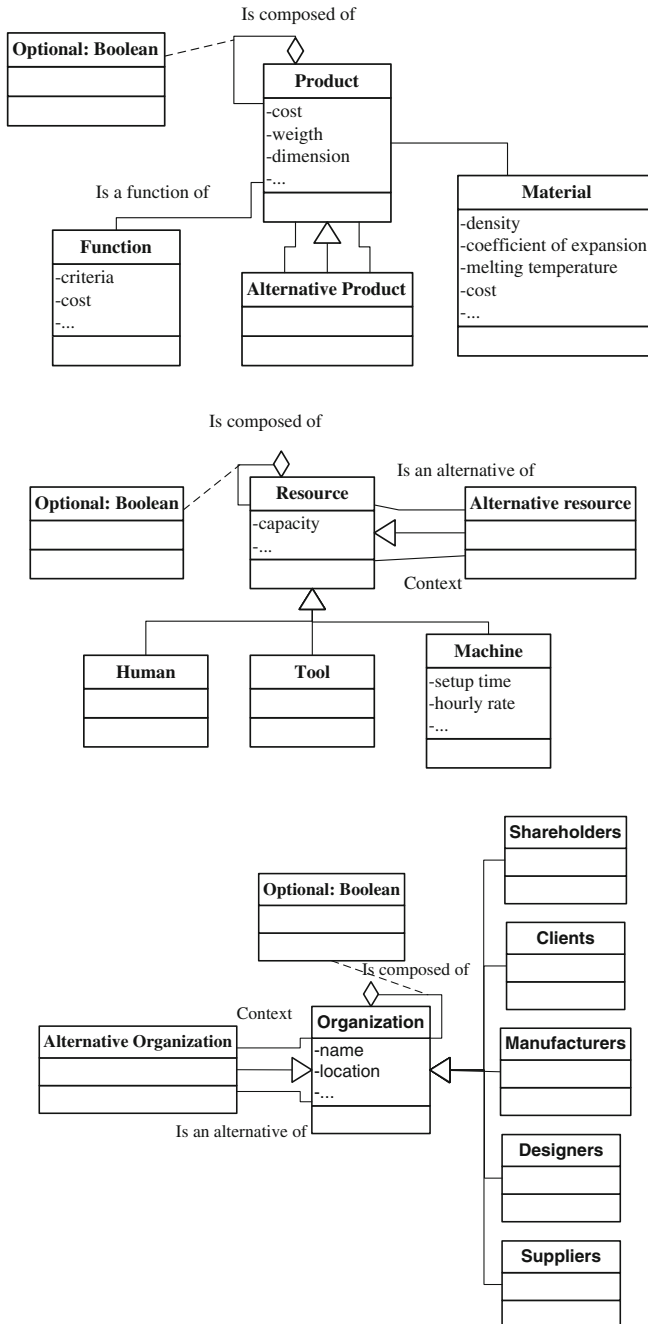 Is composed of
Optional: Boolean
Product
-cost
-weigth
-dimension
-...
Is a function of
Material
-density
-coefficient of expansion
-melting temperature
-cost
-...
Function
-criteria
-cost
-...
Alternative Product
Is composed of
Is an alternative of
Optional: Boolean
Resource
-capacity
-...
Alternative resource
Context
Human
Tool
Machine
-setup time
-hourly rate
-...
Shareholders
Optional: Boolean
Clients
Is composed of
Context
Organization
-name
-location
-...
Alternative Organization
Manufacturers
Is an alternative of
Designers
Suppliers